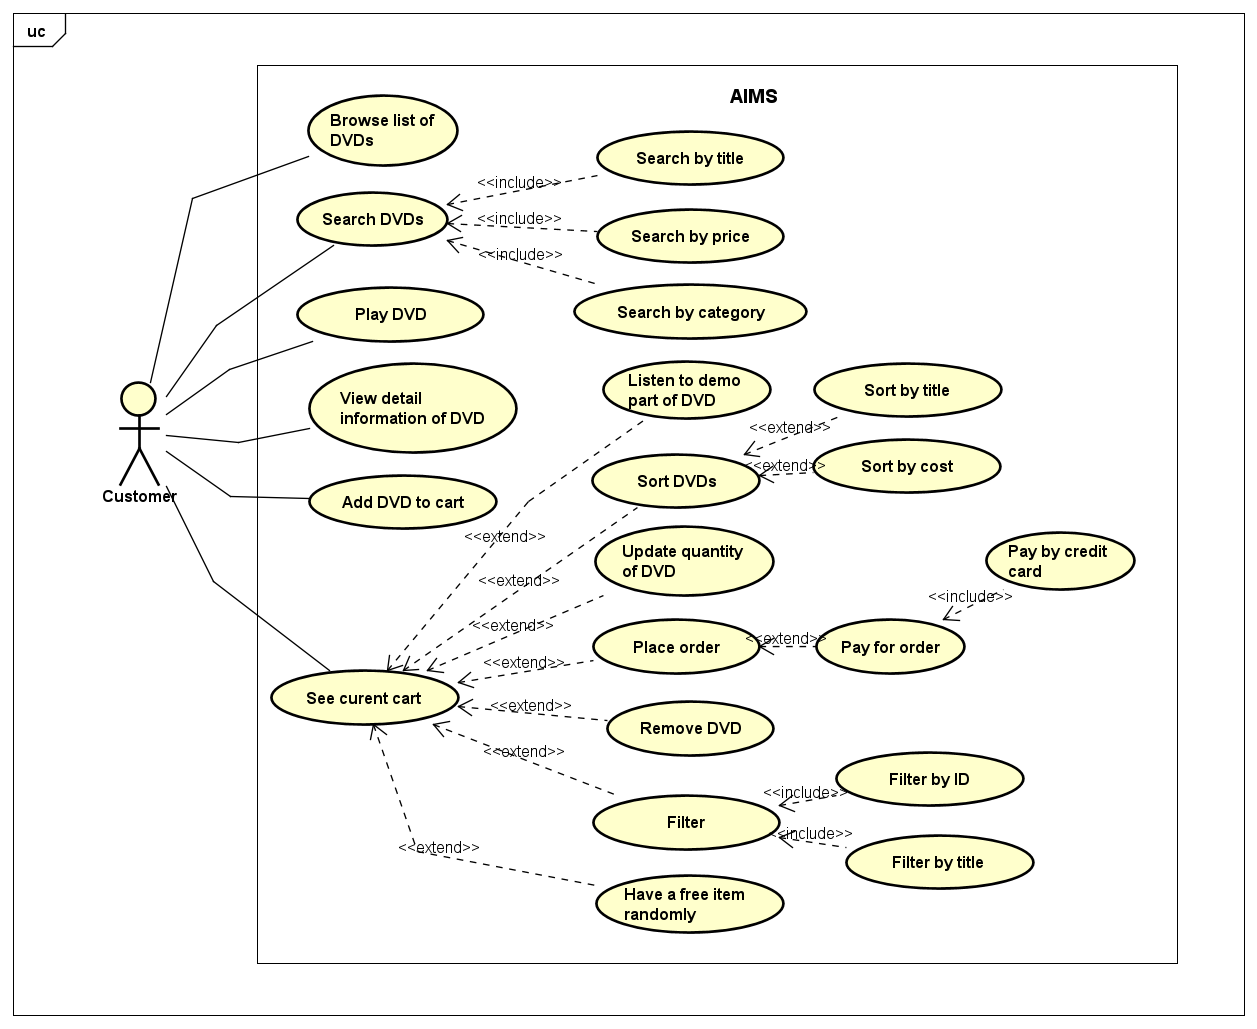 uc
AIMS
Browse list of
DVDs
Search by title
<<include>>
Search DVDs
<<include>>
Search by price
<<include>>
Play DVD
Search by category
Listen to demo
part of DVD
Sort by title
View detail
information of DVD
<<extend>>
<<extend>>
Sort by cost
Sort DVDs
Customer
Add DVD to cart
<<extend>>
Update quantity
of DVD
Pay by credit
card
<<extend>>
<<include>>
<<extend>>
Place order
<<extend>>
Pay for order
<<extend>>
See curent cart
<<extend>>
Remove DVD
<<extend>>
Filter by ID
<<include>>
Filter
<<include>>
<<extend>>
Filter by title
Have a free item
randomly